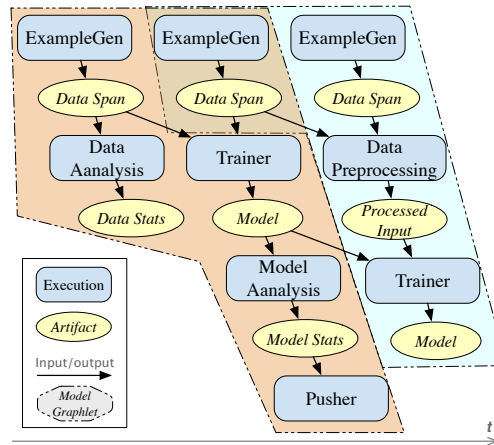 ExampleGen ExampleGen ExampleGen
Data Span Data Span Data Span
Data
Aanalysis
Trainer
Data
Preprocessing
Data Stats
Model
Processed
Input
Model
Aanalysis
Trainer
Model Stats
Model
Pusher
Execution
Artifact
Input/output
Model
Graphlet
t